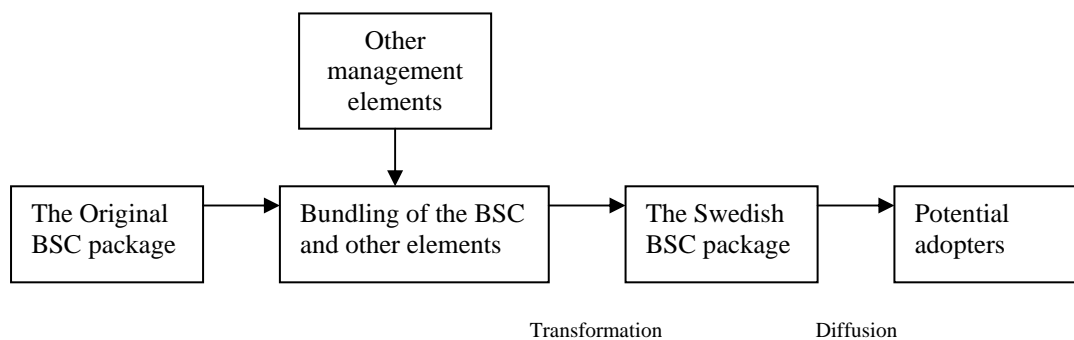 Other
management
elements
The Original
BSC package
Bundling of the BSC
and other elements
The Swedish
BSC package
Potential
adopters
Transformation
Diffusion